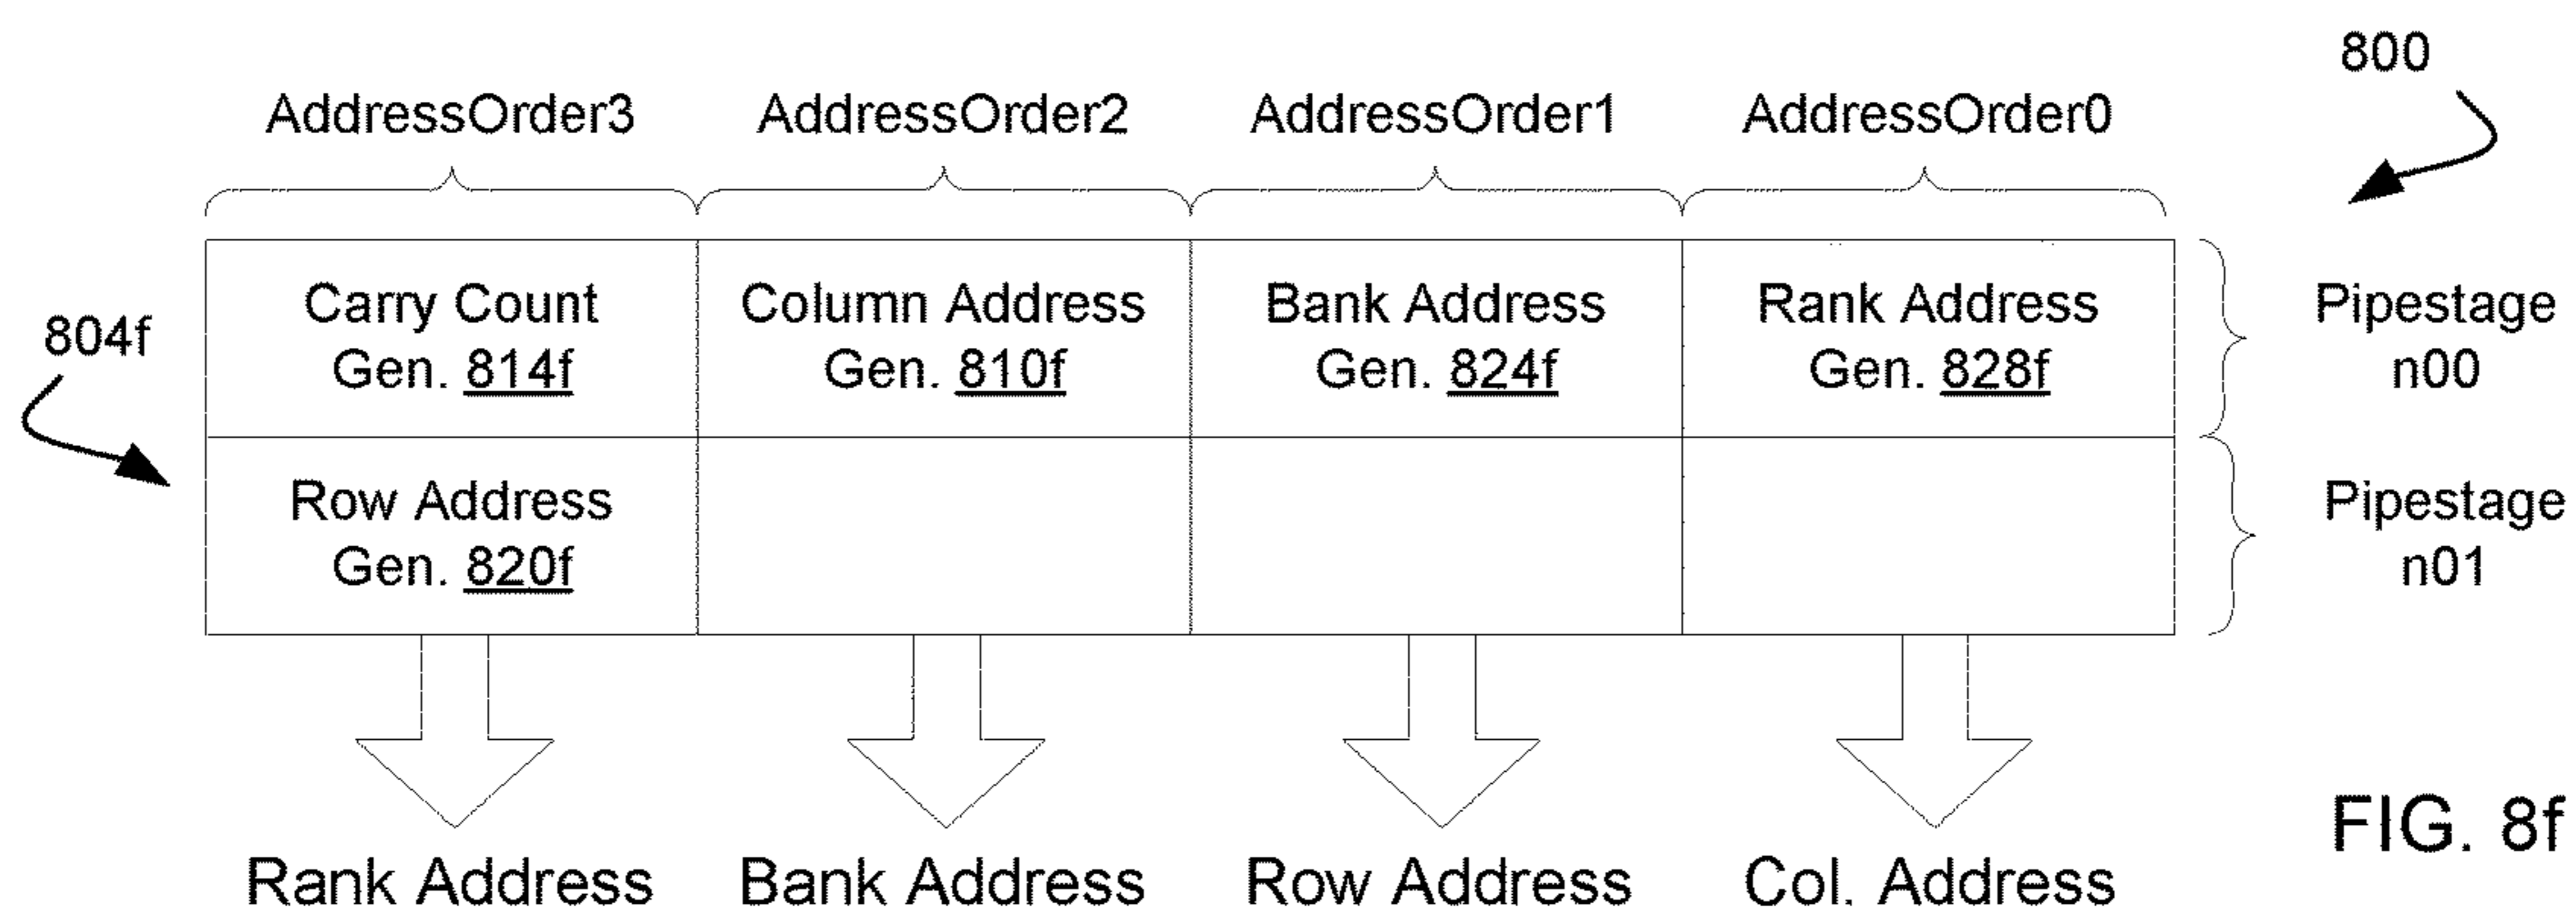 800
AddressOrder3 AddressOrder2 AddressOrder1 AddressOrder0
804f
Carry Count Gen. 814f
Column Address Gen. 810f
Bank Address Gen. 824f
Rank Address Gen. 828f
Pipestage n00
Row Address Gen. 820f
Pipestage n01
Rank Address Bank Address Row Address Col. Address
FIG. 8f